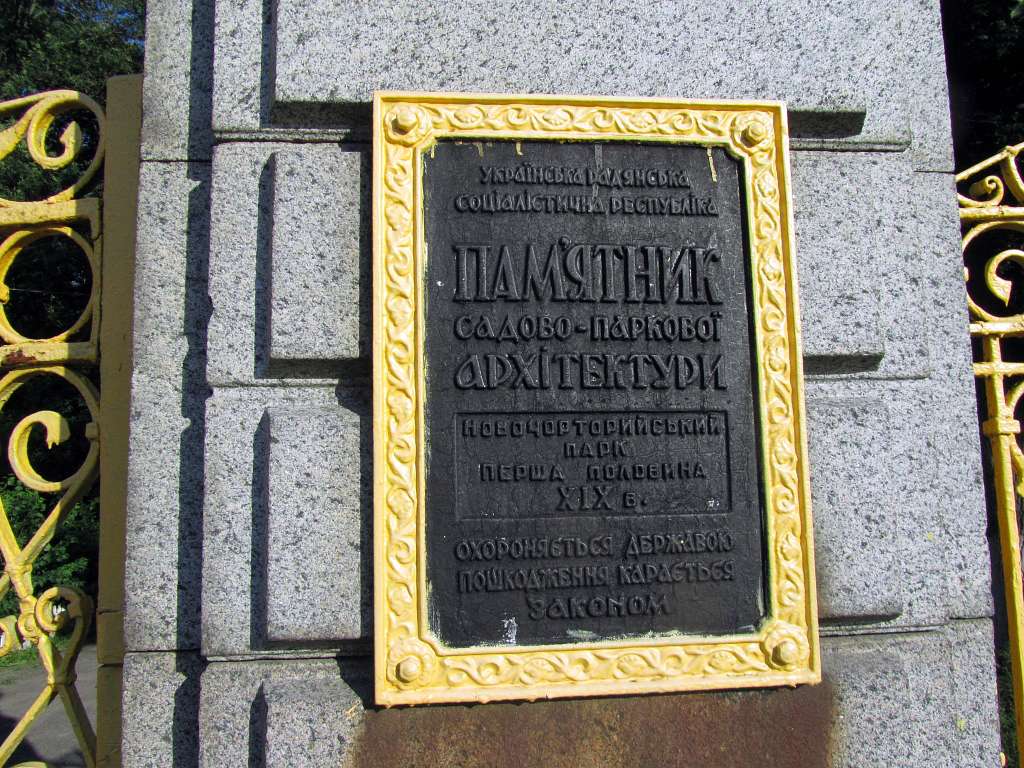 УКРАЇНСЬКА РАДЯНСЬКА
СОЦІАЛІСТИЧНА РЕСПУБЛІКА
ПАМ'ЯТНИК
САДОВО-ПАРКОВОЇ
АРХІТЕКТУРИ
НОВОЧОРТОРИЙСЬКИЙ
ПАРК
ПЕРША ПОЛОВИНА
XIX в.
ОХОРОНЯЄТЬСЯ ДЕРЖАВОЮ
ПОШКОДЖЕННЯ КАРАЄТЬСЯ
ЗАКОНОМ